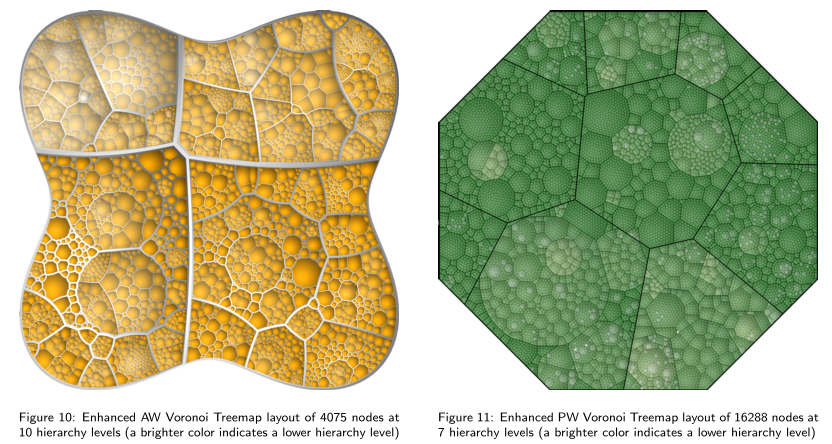 Figure 10: Enhanced AW Voronoi Treemap layout of 4075 nodes at
10 hierarchy levels (a brighter color indicates a lower hierarchy level)
Figure 11: Enhanced PW Voronoi Treemap layout of 16288 nodes at
7 hierarchy levels (a brighter color indicates a lower hierarchy level)